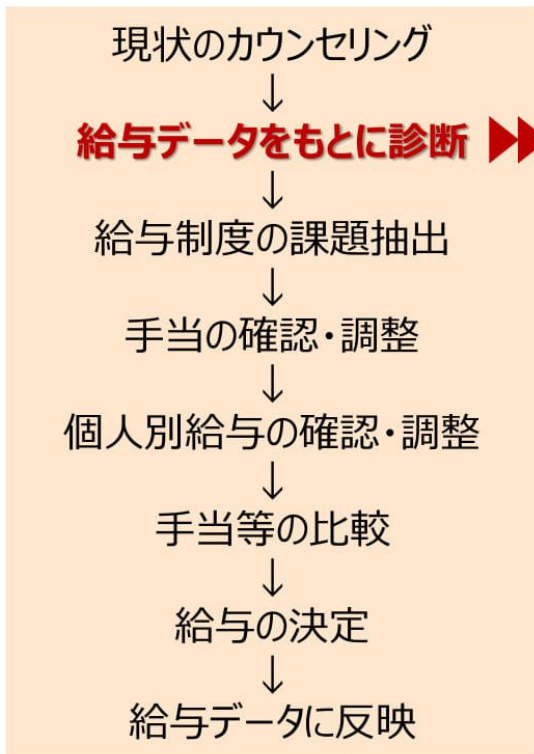 現状のカウンセリング
↓
給与データをもとに診断
↓
給与制度の課題抽出
↓
手当の確認・調整
↓
個人別給与の確認・調整
↓
手当等の比較
↓
給与の決定
↓
給与データに反映